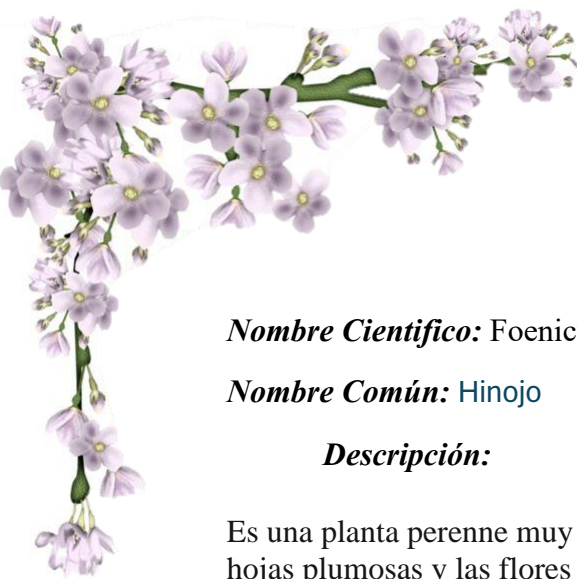 Nombre Cientifico: Foenic
Nombre Común: Hinojo
Descripción:
Es una planta perenne muy
hojas plumosas y las flores